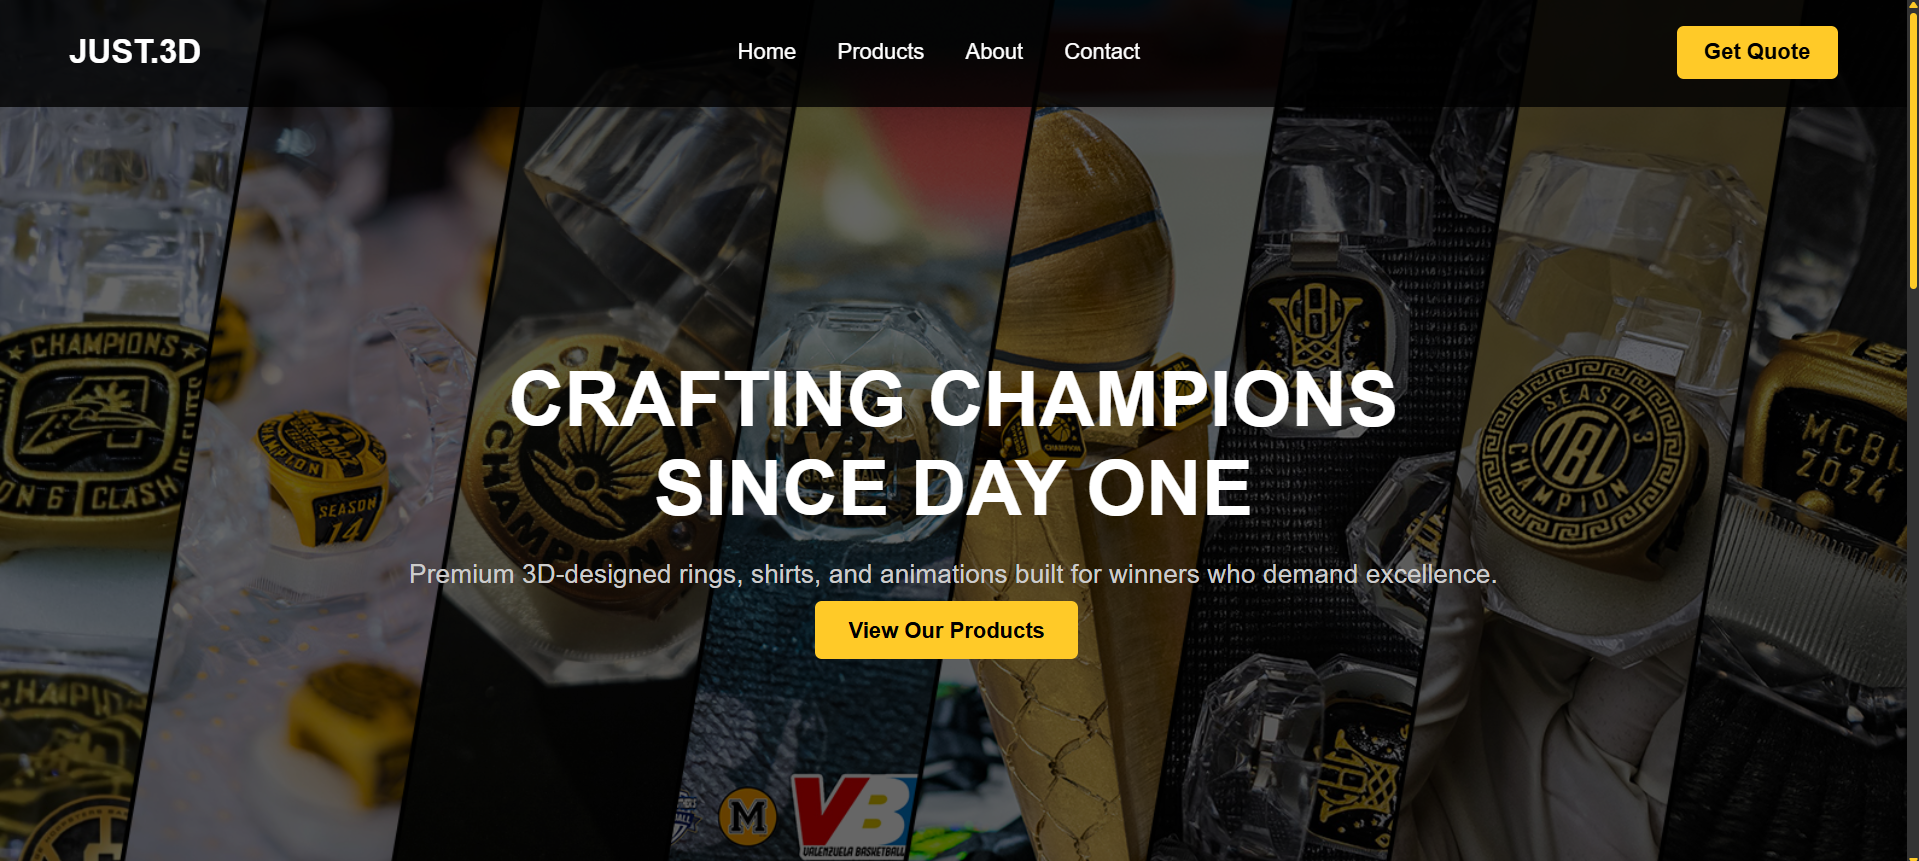 JUST.3D
Home
Products
About
Contact
Get Quote
CRAFTING CHAMPIONS
SINCE DAY ONE
Premium 3D-designed rings, shirts, and animations built for winners who demand excellence.
View Our Products
CHAMPIONS
CLASH
CHAMPION
SEASON
14
CHAMPION
CHAMPION
SEASON 3
CHAMPION
MCBL
2024
M
VB
VALENZUELA BASKETBALL